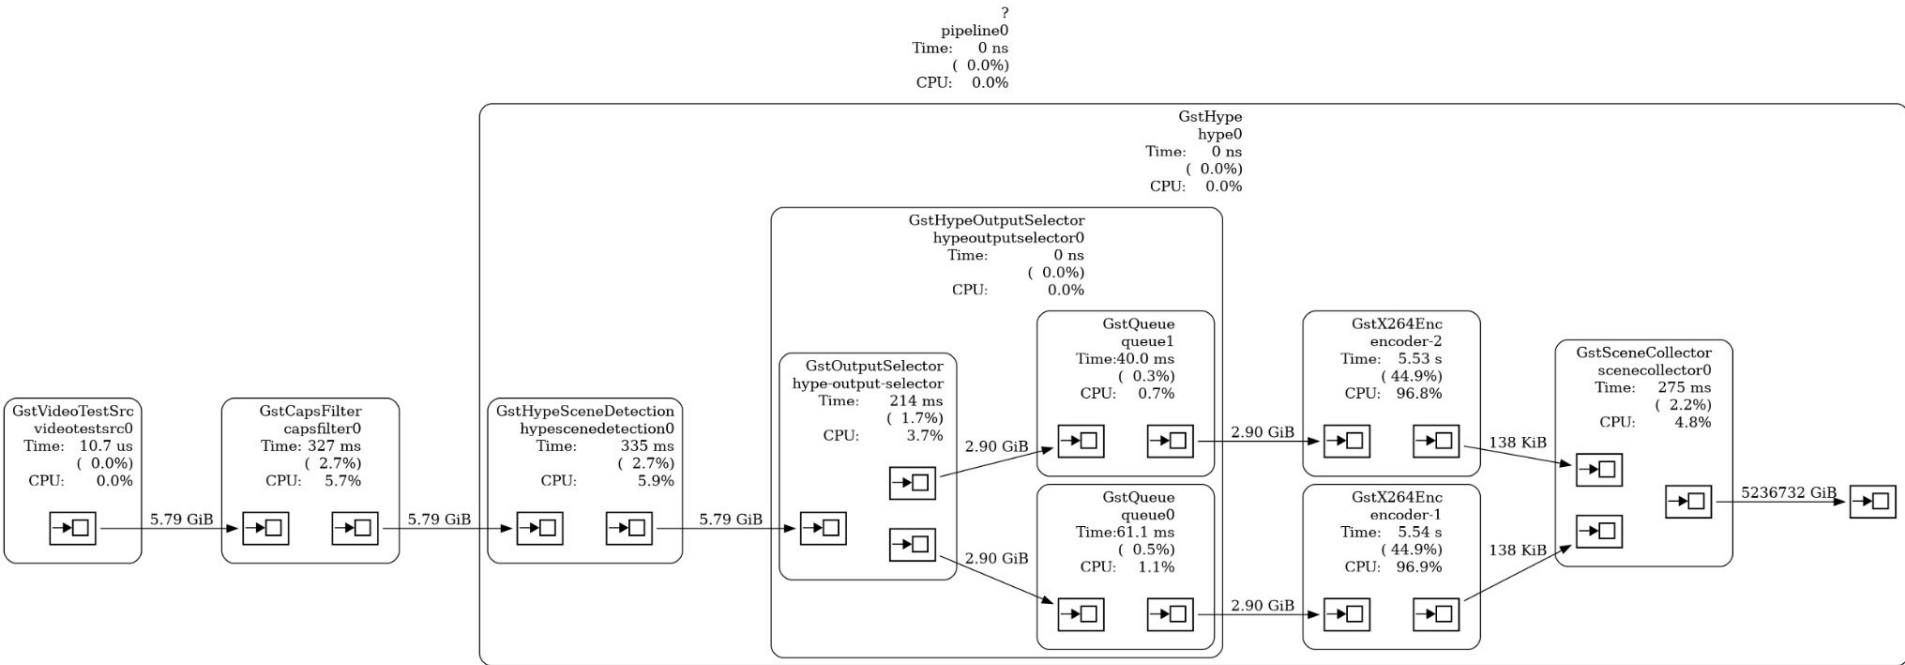 ?
pipeline0
Time: 0 ns
( 0.0%)
CPU: 0.0%
GstHype
hype0
Time: 0 ns
( 0.0%)
CPU: 0.0%
GstHypeOutputSelector
hypeoutputselector0
Time: 0 ns
( 0.0%)
CPU: 0.0%
GstVideoTestSrc
videotestsrc0
Time: 10.7 us
( 0.0%)
CPU: 0.0%
5.79 GiB
GstCapsFilter
capsfilter0
Time: 327 ms
( 2.7%)
CPU: 5.7%
5.79 GiB
GstHypeSceneDetection
hypescenedetection0
Time: 335 ms
( 2.7%)
CPU: 5.9%
5.79 GiB
GstOutputSelector
hype-output-selector
Time: 214 ms
( 1.7%)
CPU: 3.7%
2.90 GiB
2.90 GiB
GstQueue
queue1
Time:40.0 ms
( 0.3%)
CPU: 0.7%
2.90 GiB
GstQueue
queue0
Time:61.1 ms
( 0.5%)
CPU: 1.1%
2.90 GiB
GstX264Enc
encoder-2
Time: 5.53 s
( 44.9%)
CPU: 96.8%
138 KiB
GstX264Enc
encoder-1
Time: 5.54 s
( 44.9%)
CPU: 96.9%
138 KiB
GstSceneCollector
scenecollector0
Time: 275 ms
( 2.2%)
CPU: 4.8%
5236732 GiB